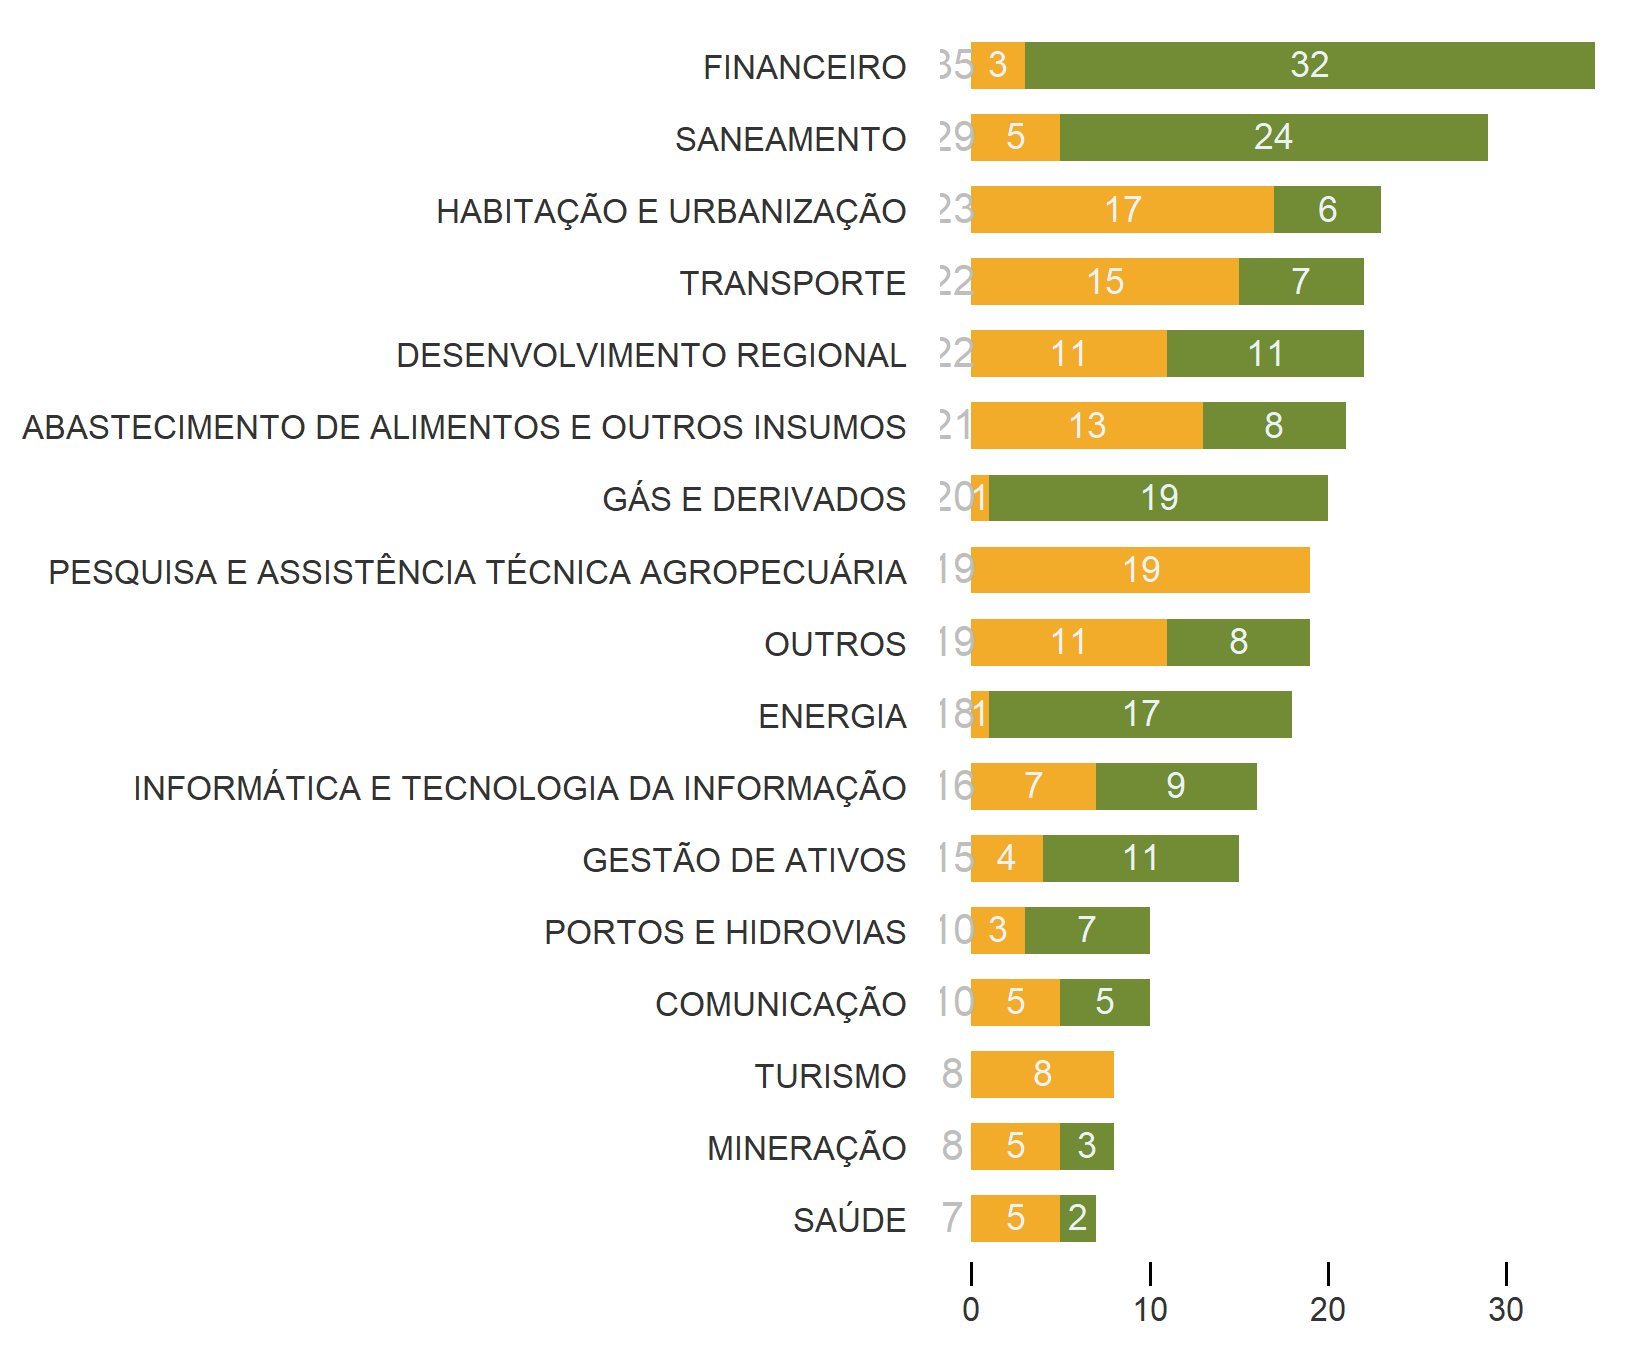 FINANCEIRO 35 3 32
SANEAMENTO 29 5 24
HABITAÇÃO E URBANIZAÇÃO 23 17 6
TRANSPORTE 22 15 7
DESENVOLVIMENTO REGIONAL 22 11 11
ABASTECIMENTO DE ALIMENTOS E OUTROS INSUMOS 21 13 8
GÁS E DERIVADOS 20 1 19
PESQUISA E ASSISTÊNCIA TÉCNICA AGROPECUÁRIA 19 19
OUTROS 19 11 8
ENERGIA 18 1 17
INFORMÁTICA E TECNOLOGIA DA INFORMAÇÃO 16 7 9
GESTÃO DE ATIVOS 15 4 11
PORTOS E HIDROVIAS 10 3 7
COMUNICAÇÃO 10 5 5
TURISMO 8 8
MINERAÇÃO 8 5 3
SAÚDE 7 5 2
0 10 20 30